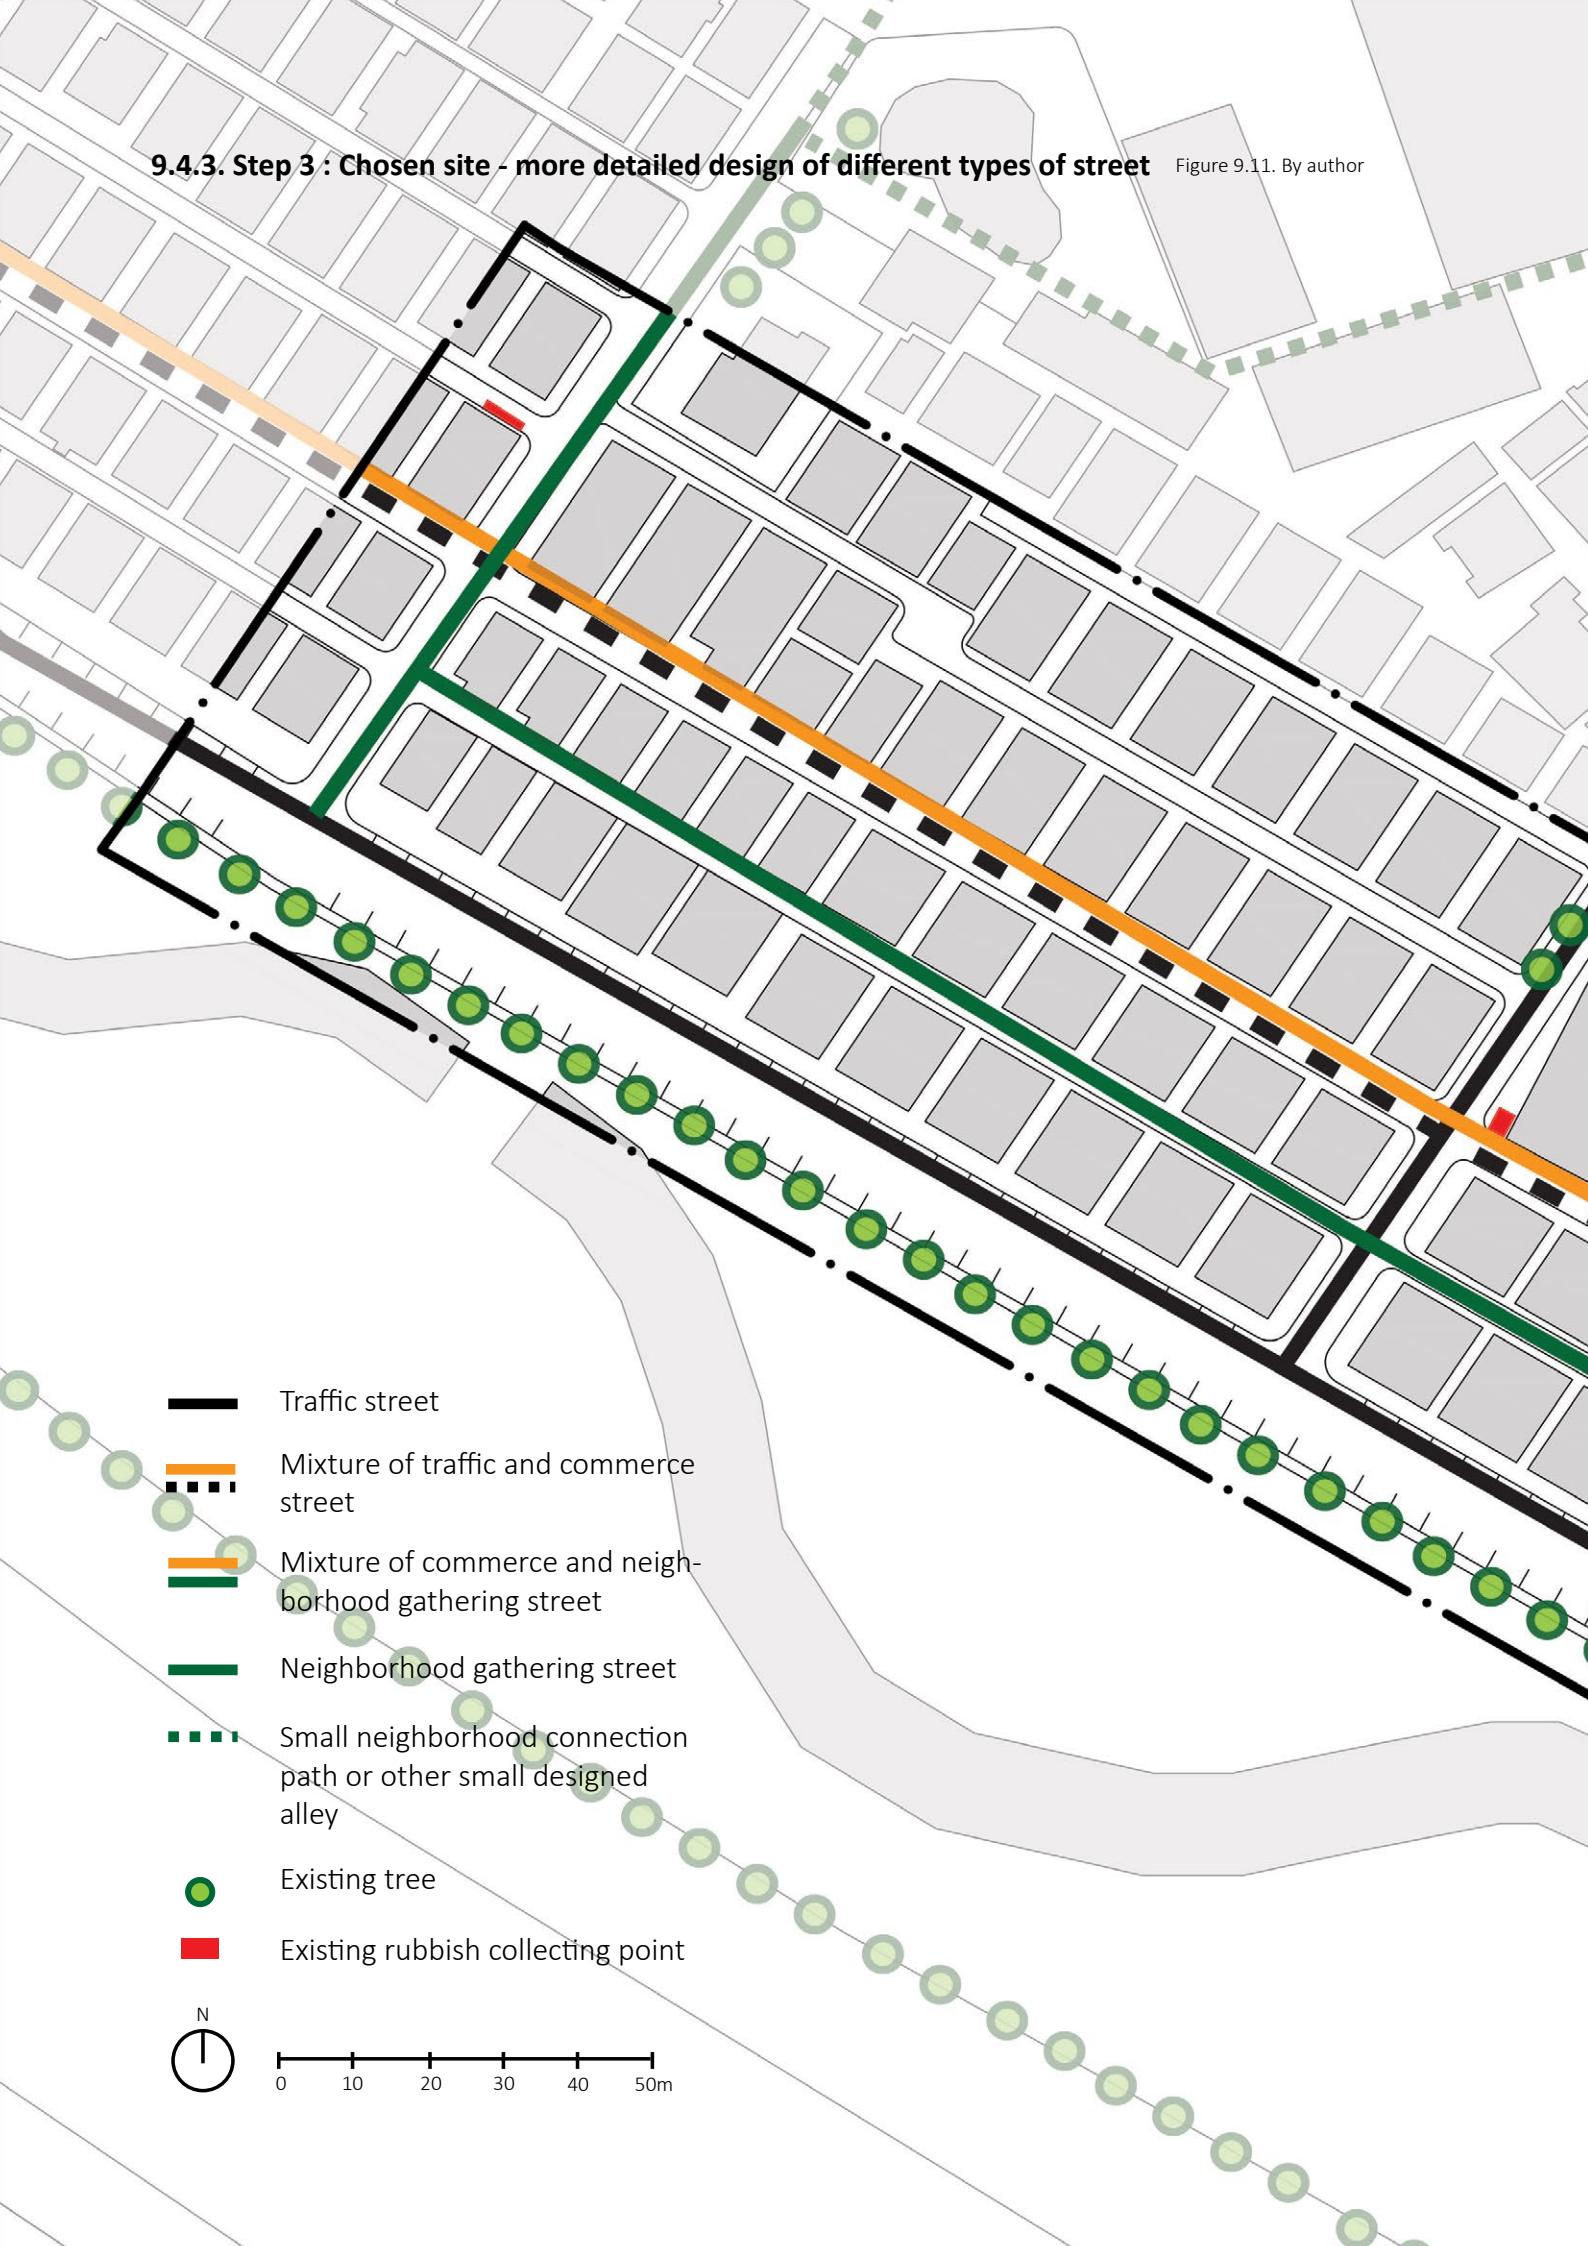 9.4.3. Step 3 : Chosen site - more detailed design of different types of street Figure 9.11. By author
Traffic street
Mixture of traffic and commerce
street
Mixture of commerce and neigh-
borhood gathering street
Neighborhood gathering street
Small neighborhood connection
path or other small designed
alley
Existing tree
Existing rubbish collecting point
N
0 10 20 30 40 50m